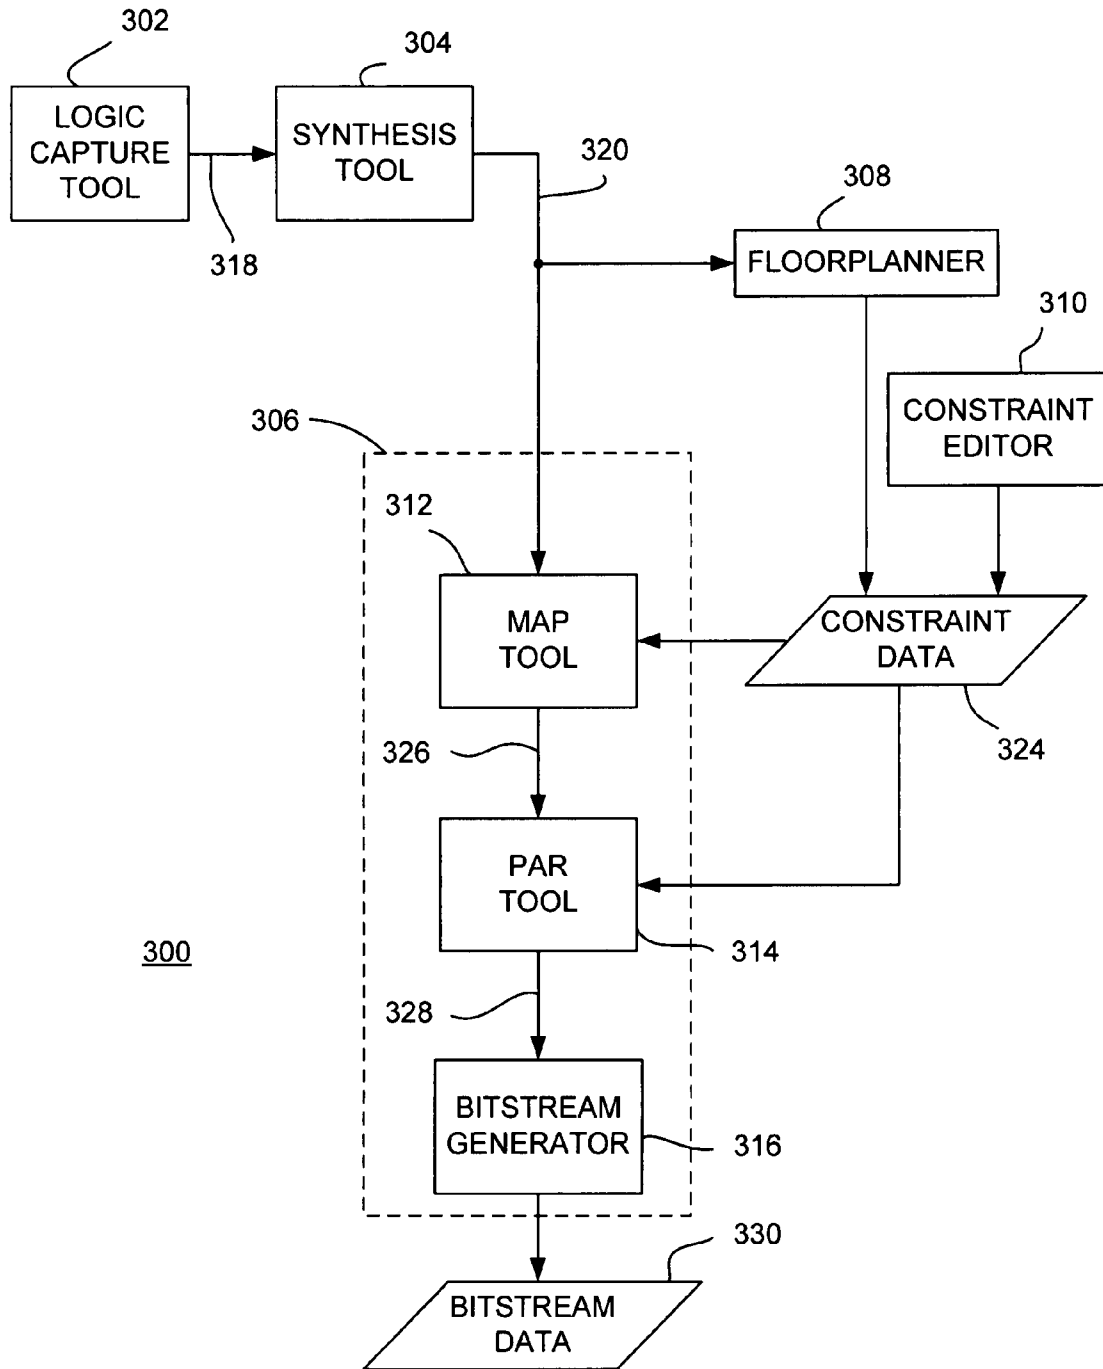 302
304
LOGIC
CAPTURE
TOOL
SYNTHESIS
TOOL
318
320
308
FLOORPLANNER
310
CONSTRAINT
EDITOR
306
312
MAP
TOOL
CONSTRAINT
DATA
326
324
PAR
TOOL
300
314
328
BITSTREAM
GENERATOR
316
330
BITSTREAM
DATA